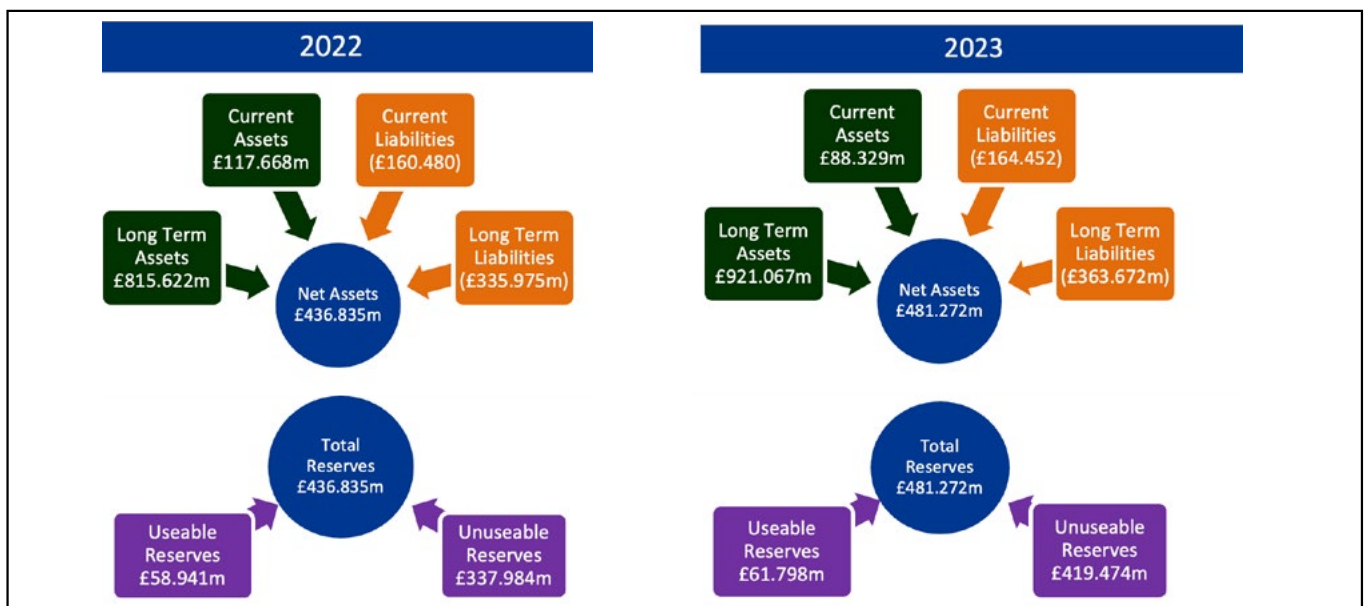 2022
Current
Assets
£117.668m
Current
Liabilities
(£160.480)
Long Term
Assets
£815.622m
Long Term
Liabilities
(£335.975m)
Net Assets
£436.835m
Total
Reserves
£436.835m
Useable
Reserves
£58.941m
Unuseable
Reserves
£337.984m
2023
Current
Assets
£88.329m
Current
Liabilities
(£164.452)
Long Term
Assets
£921.067m
Long Term
Liabilities
(£363.672m)
Net Assets
£481.272m
Total
Reserves
£481.272m
Useable
Reserves
£61.798m
Unuseable
Reserves
£419.474m